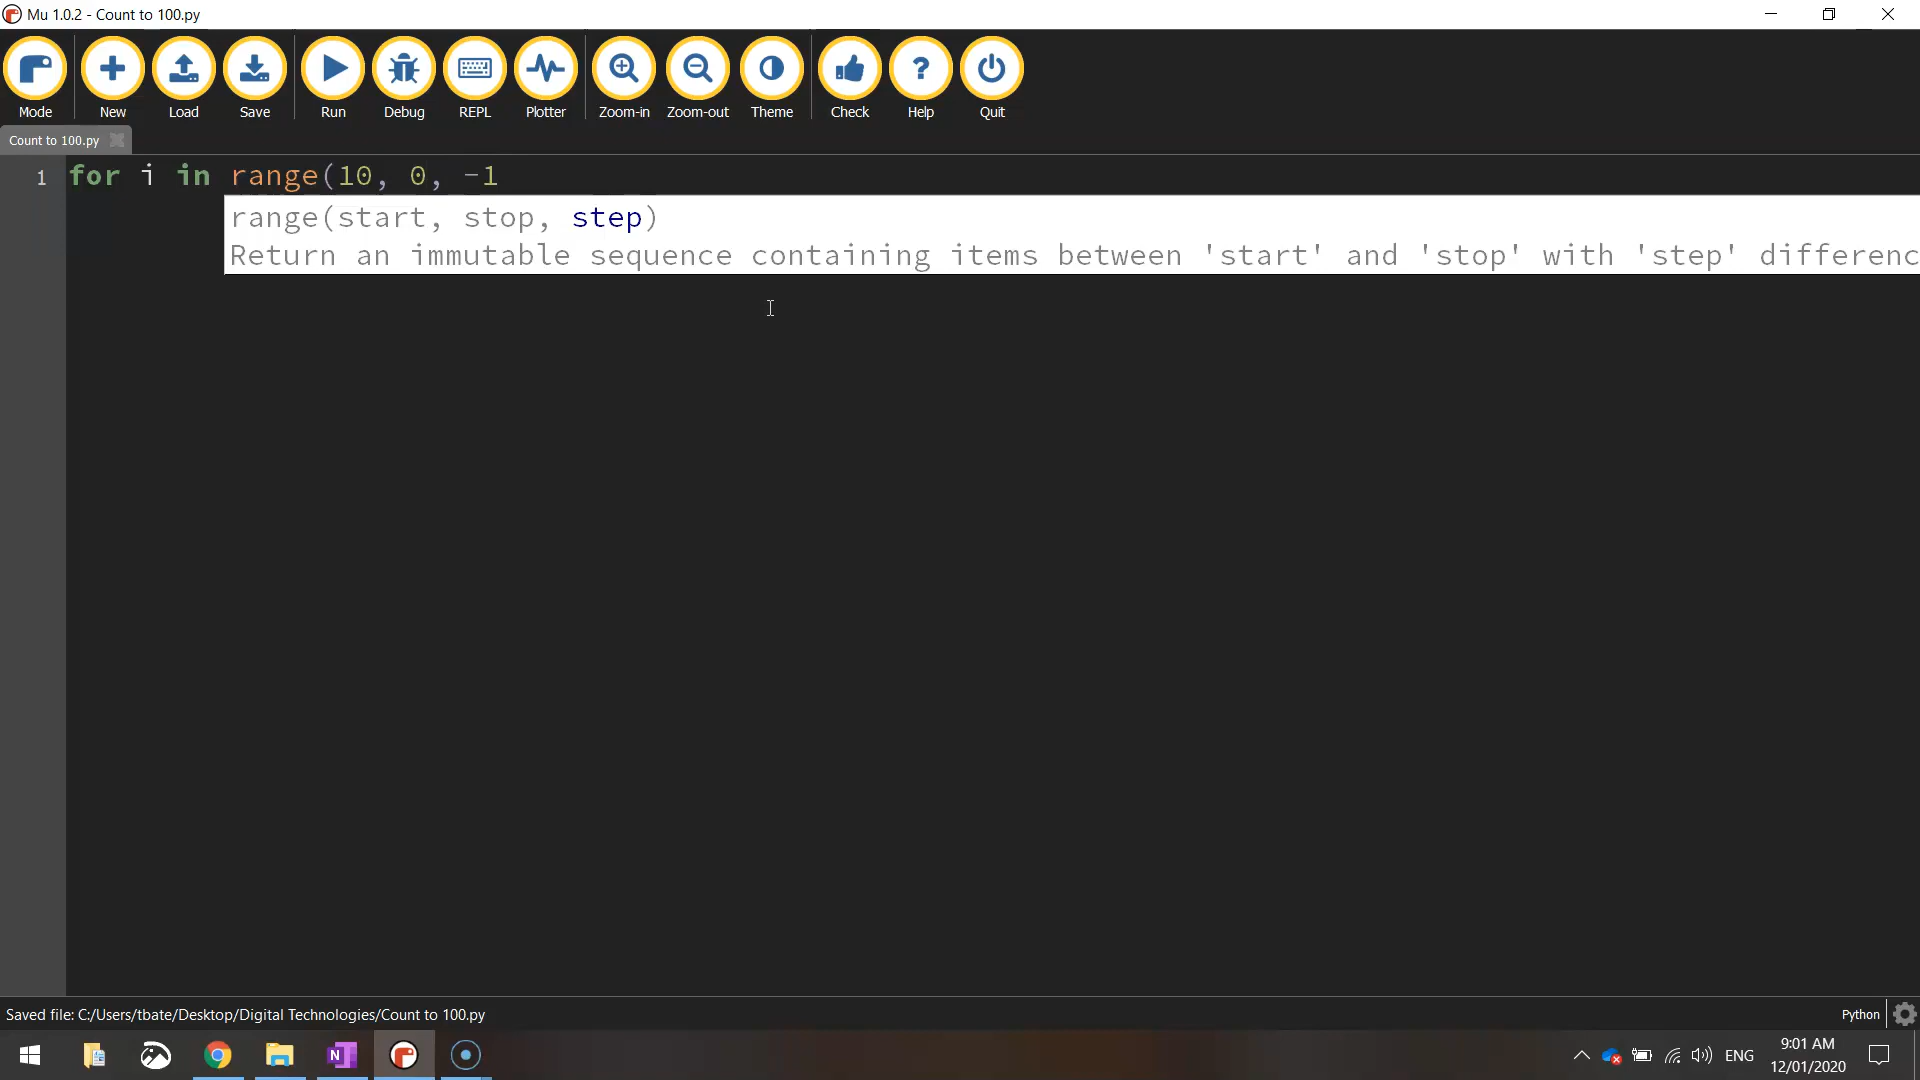 Mu 1.0.2 - Count to 100.py
Mode New Load Save Run Debug REPL Plotter Zoom-in Zoom-out Theme Check Help Quit
Count to 100.py
1 for i in range(10, 0, -1
range(start, stop, step)
Return an immutable sequence containing items between 'start' and 'stop' with 'step' differenc
Saved file: C:/Users/tbate/Desktop/Digital Technologies/Count to 100.py
Python
ENG
9:01 AM
12/01/2020